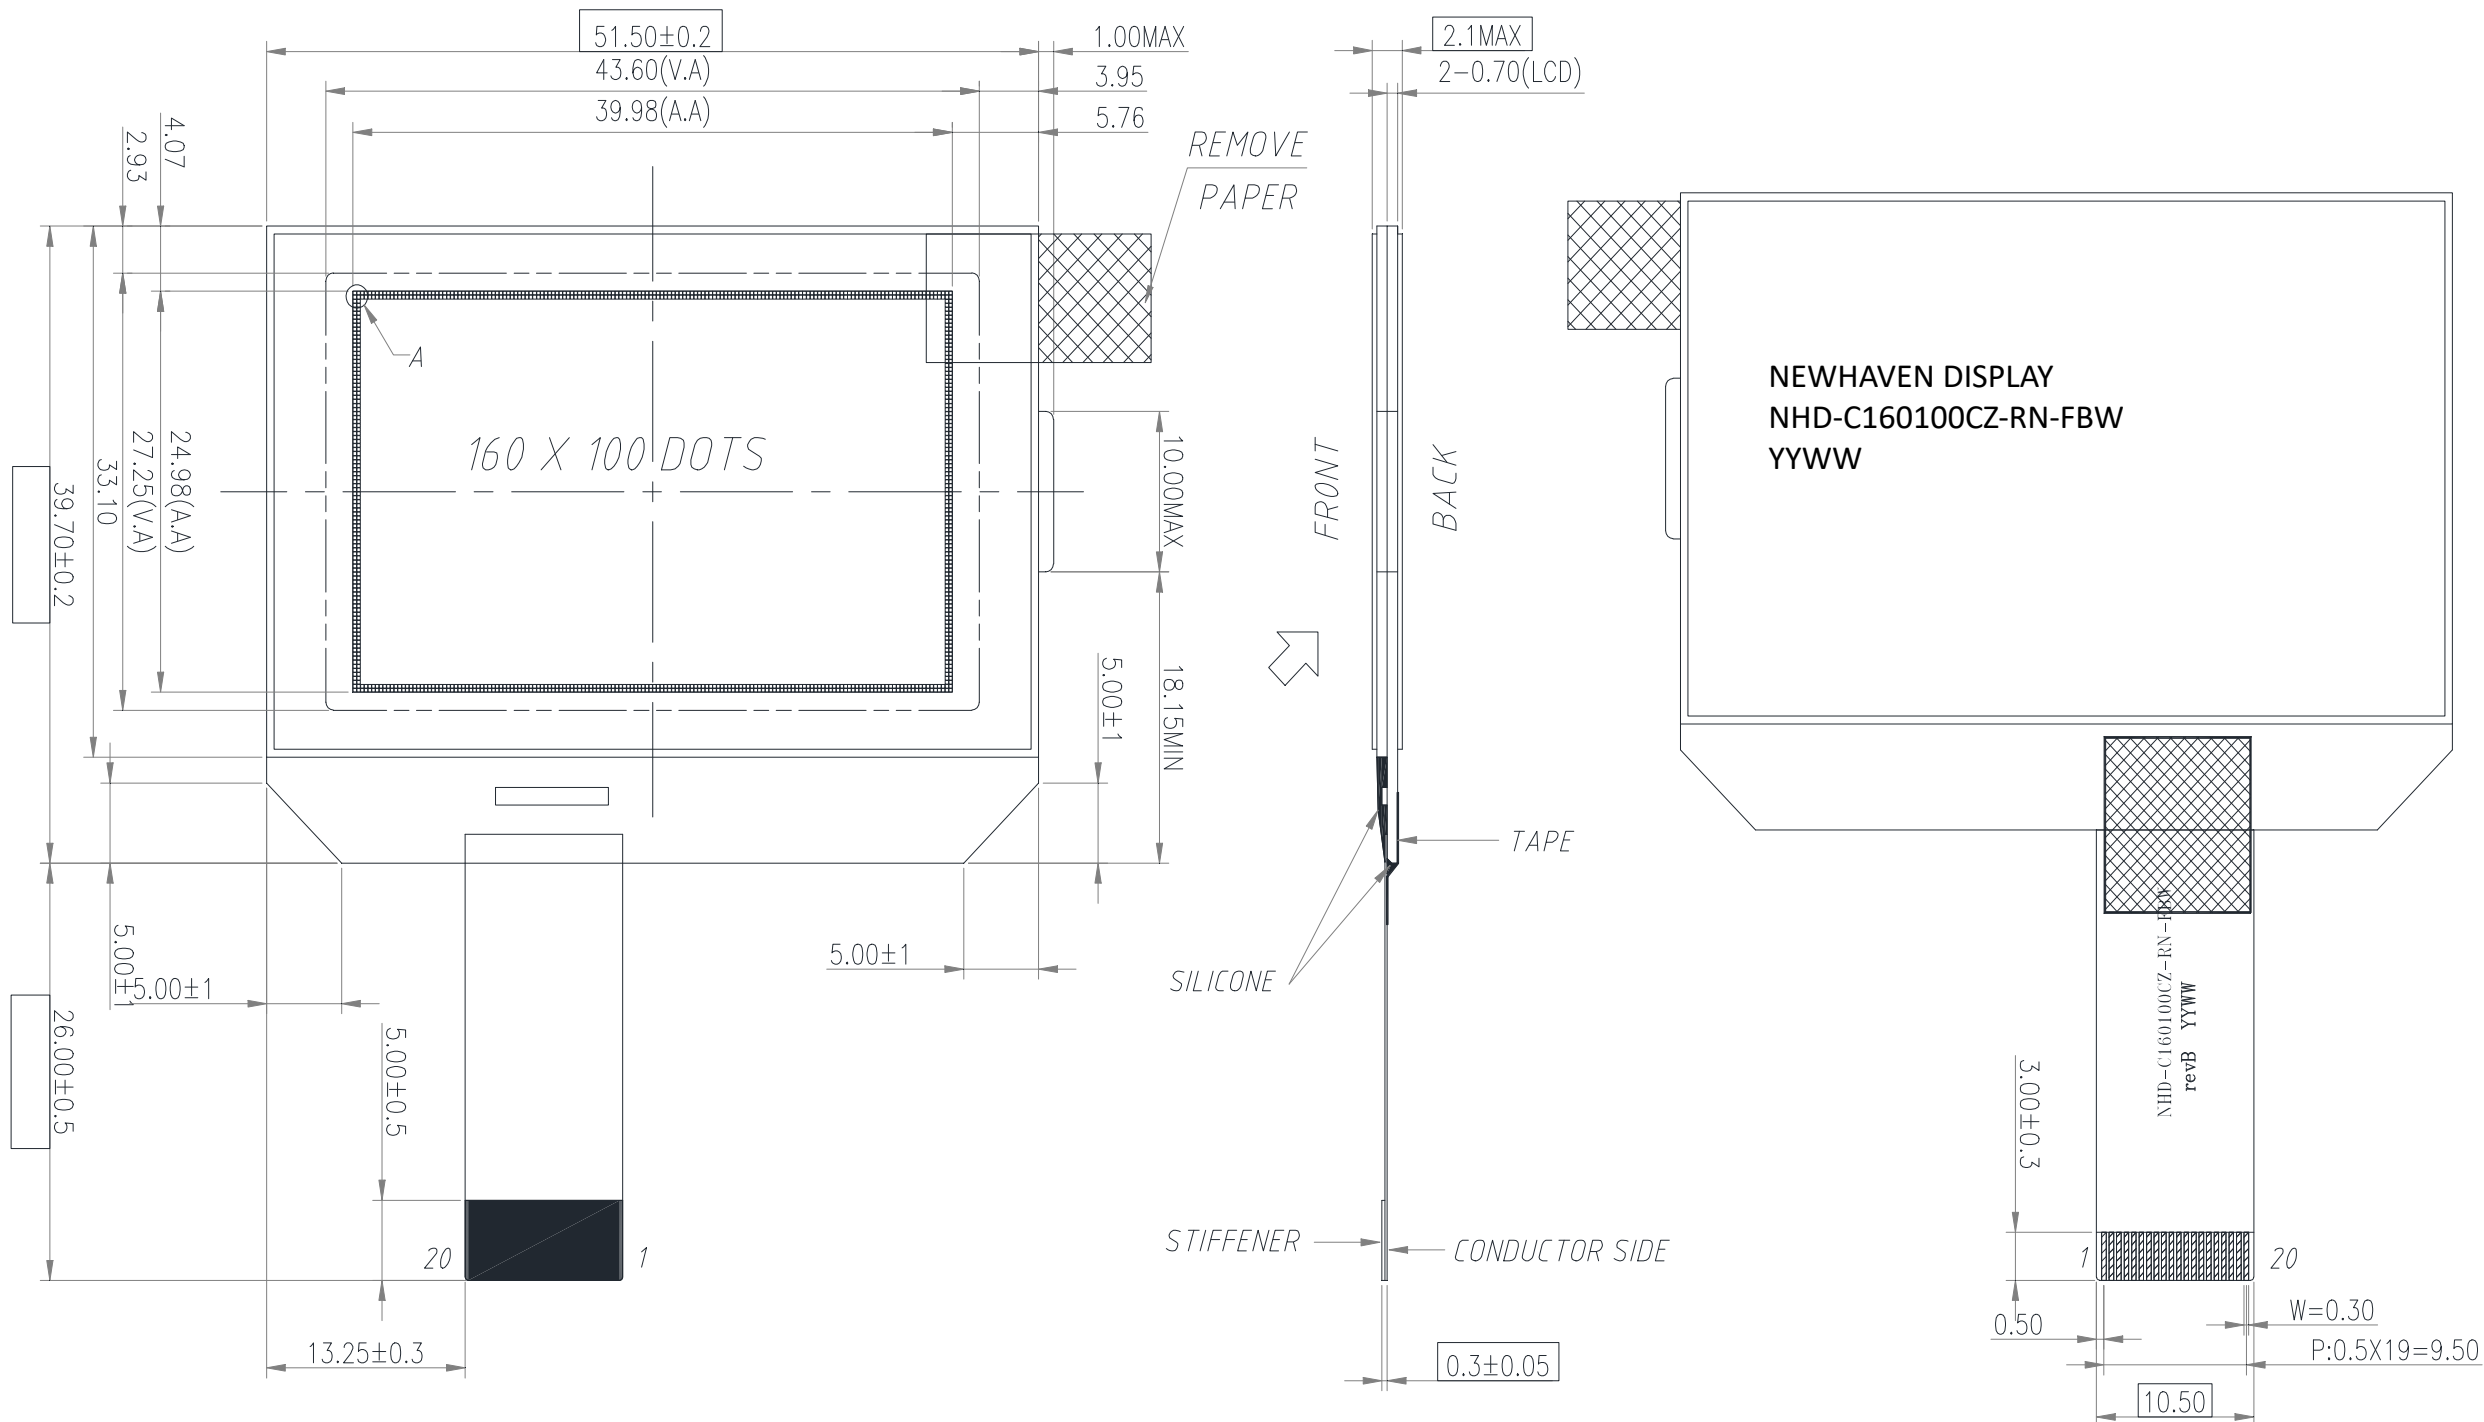 51.50±0.2
43.60(V.A)
39.98(A.A)
1.00MAX
3.95
5.76
4.07
2.93
REMOVE
PAPER
A
160 X 100 DOTS
24.98(A.A)
27.25(V.A)
33.10
39.70±0.2
10.00MAX
18.15MIN
5.00±1
5.00±1
5.00±1
5.00±1
26.00±0.5
5.00±0.5
20
1
13.25±0.3
2.1MAX
2-0.70(LCD)
FRONT
BACK
TAPE
SILICONE
STIFFENER
CONDUCTOR SIDE
0.3±0.05
NEWHAVEN DISPLAY
NHD-C160100CZ-RN-FBW
YYWW
NHD-C160100CZ-RN-FBW
revB YYWW
3.00±0.3
1
20
0.50
W=0.30
P:0.5X19=9.50
10.50